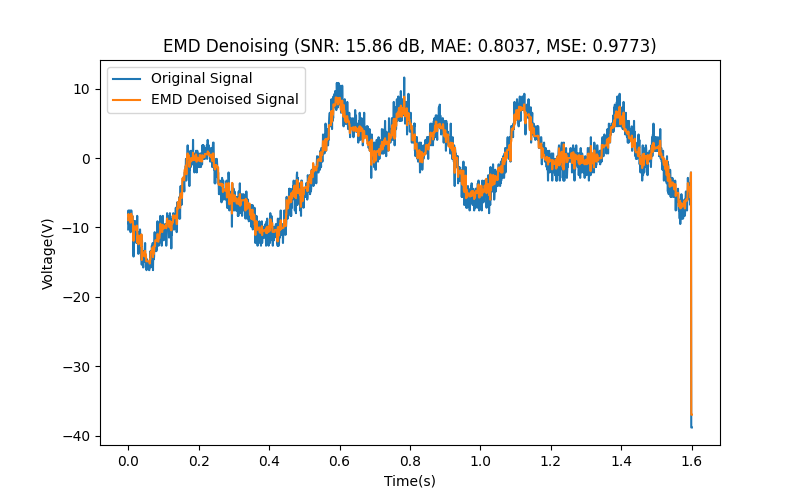 EMD Denoising (SNR: 15.86 dB, MAE: 0.8037, MSE: 0.9773)
Original Signal
EMD Denoised Signal
10
0
−10
−20
−30
−40
Voltage(V)
0.0 0.2 0.4 0.6 0.8 1.0 1.2 1.4 1.6
Time(s)